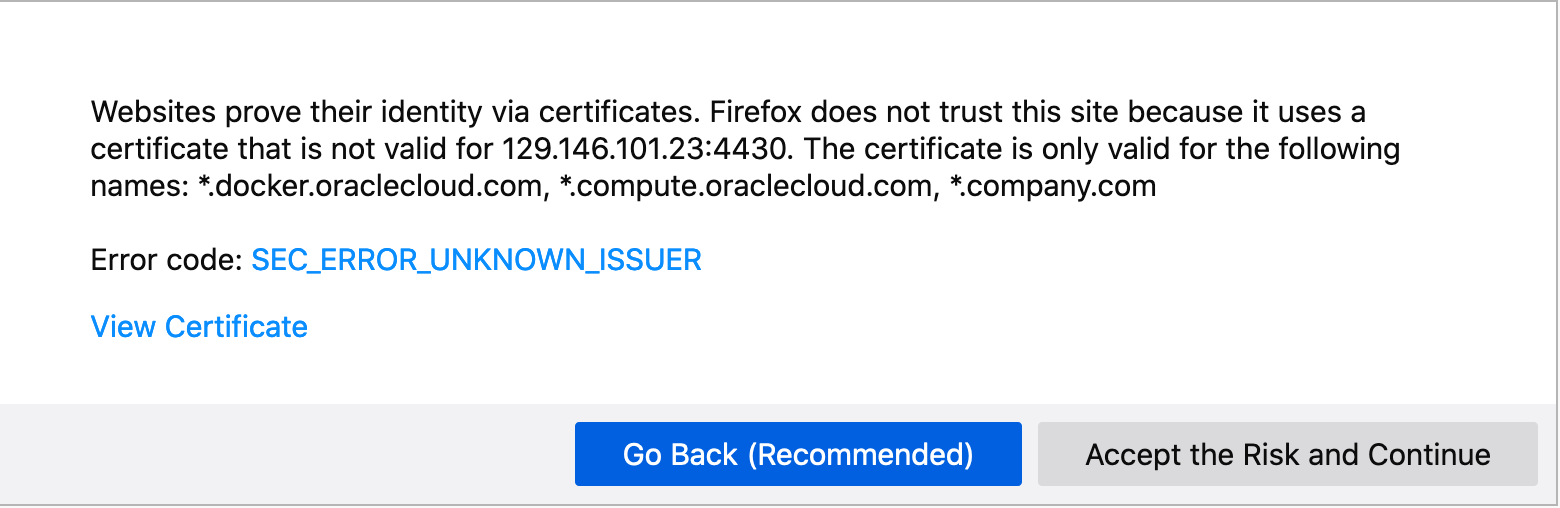 Websites prove their identity via certificates. Firefox does not trust this site because it uses a
certificate that is not valid for 129.146.101.23:4430. The certificate is only valid for the following
names: *.docker.oraclecloud.com, *.compute.oraclecloud.com, *.company.com
Error code: SEC_ERROR_UNKNOWN_ISSUER
View Certificate
Go Back (Recommended)
Accept the Risk and Continue